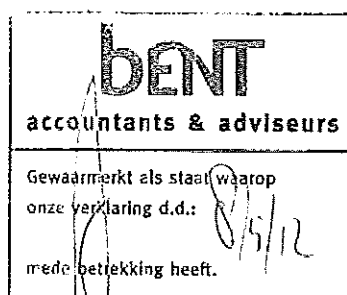 bENT
accountants & adviseurs
Gewaarmerkt als staat waarop
onze verklaring d.d.: 8/5/12
mede betrekking heeft.